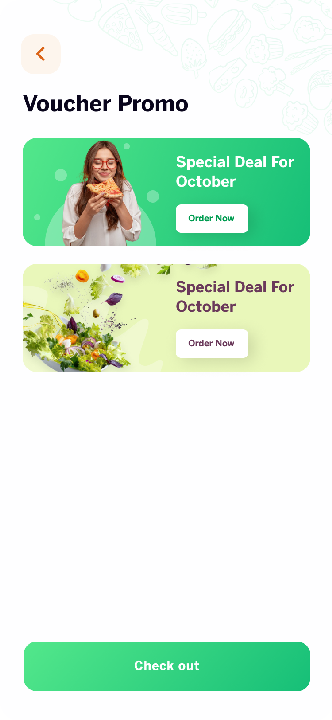 Voucher Promo
Special Deal For
October
Order Now
Special Deal For
October
Order Now
Check out